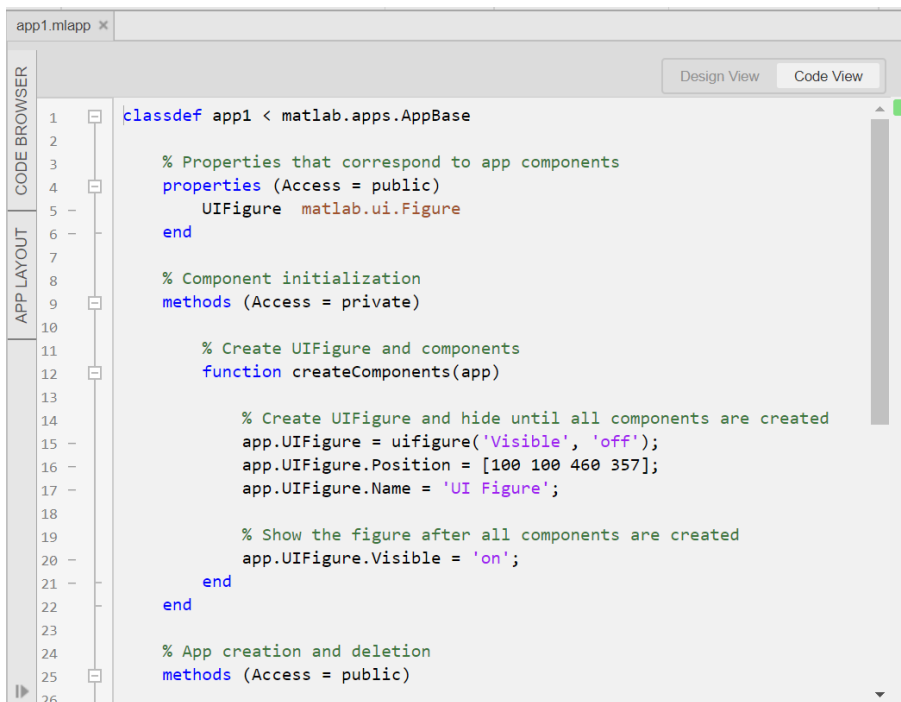 app1.mlapp ×
Design View Code View
CODE BROWSER
APP LAYOUT
1 classdef app1 < matlab.apps.AppBase
2
3 % Properties that correspond to app components
4 properties (Access = public)
5 – UIFigure matlab.ui.Figure
6 – end
7
8 % Component initialization
9 methods (Access = private)
10
11 % Create UIFigure and components
12 function createComponents(app)
13
14 % Create UIFigure and hide until all components are created
15 – app.UIFigure = uifigure('Visible', 'off');
16 – app.UIFigure.Position = [100 100 460 357];
17 – app.UIFigure.Name = 'UI Figure';
18
19 % Show the figure after all components are created
20 – app.UIFigure.Visible = 'on';
21 – end
22 end
23
24 % App creation and deletion
25 methods (Access = public)
26